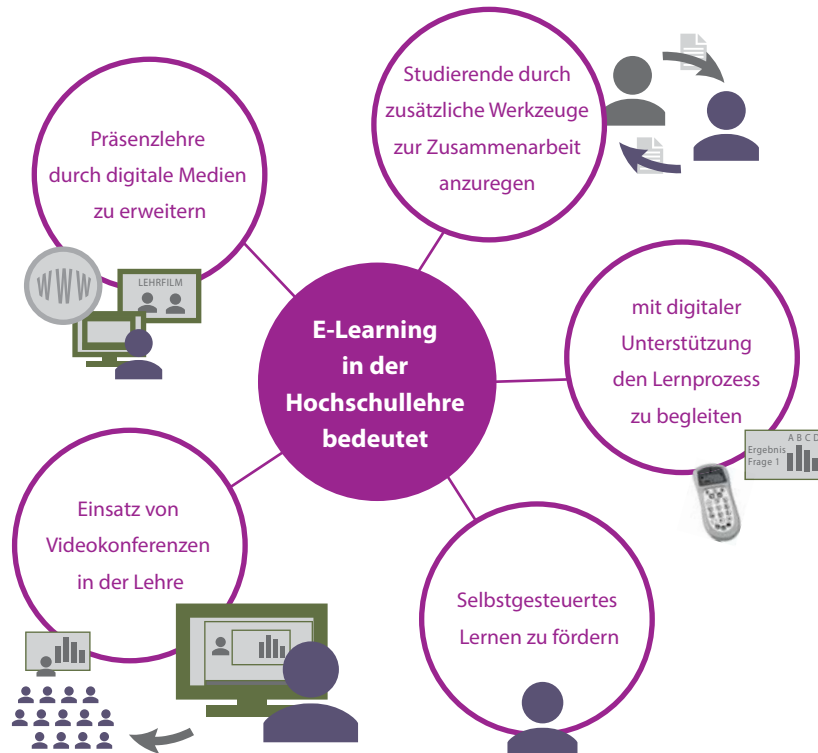 Präsenzlehre
durch digitale Medien
zu erweitern
WWW
LEHRFILM
Studierende durch
zusätzliche Werkzeuge
zur Zusammenarbeit
anzuregen
E-Learning
in der
Hochschullehre
bedeutet
mit digitaler
Unterstützung
den Lernprozess
zu begleiten
A B C D
Ergebnis
Frage 1
Einsatz von
Videokonferenzen
in der Lehre
Selbstgesteuertes
Lernen zu fördern